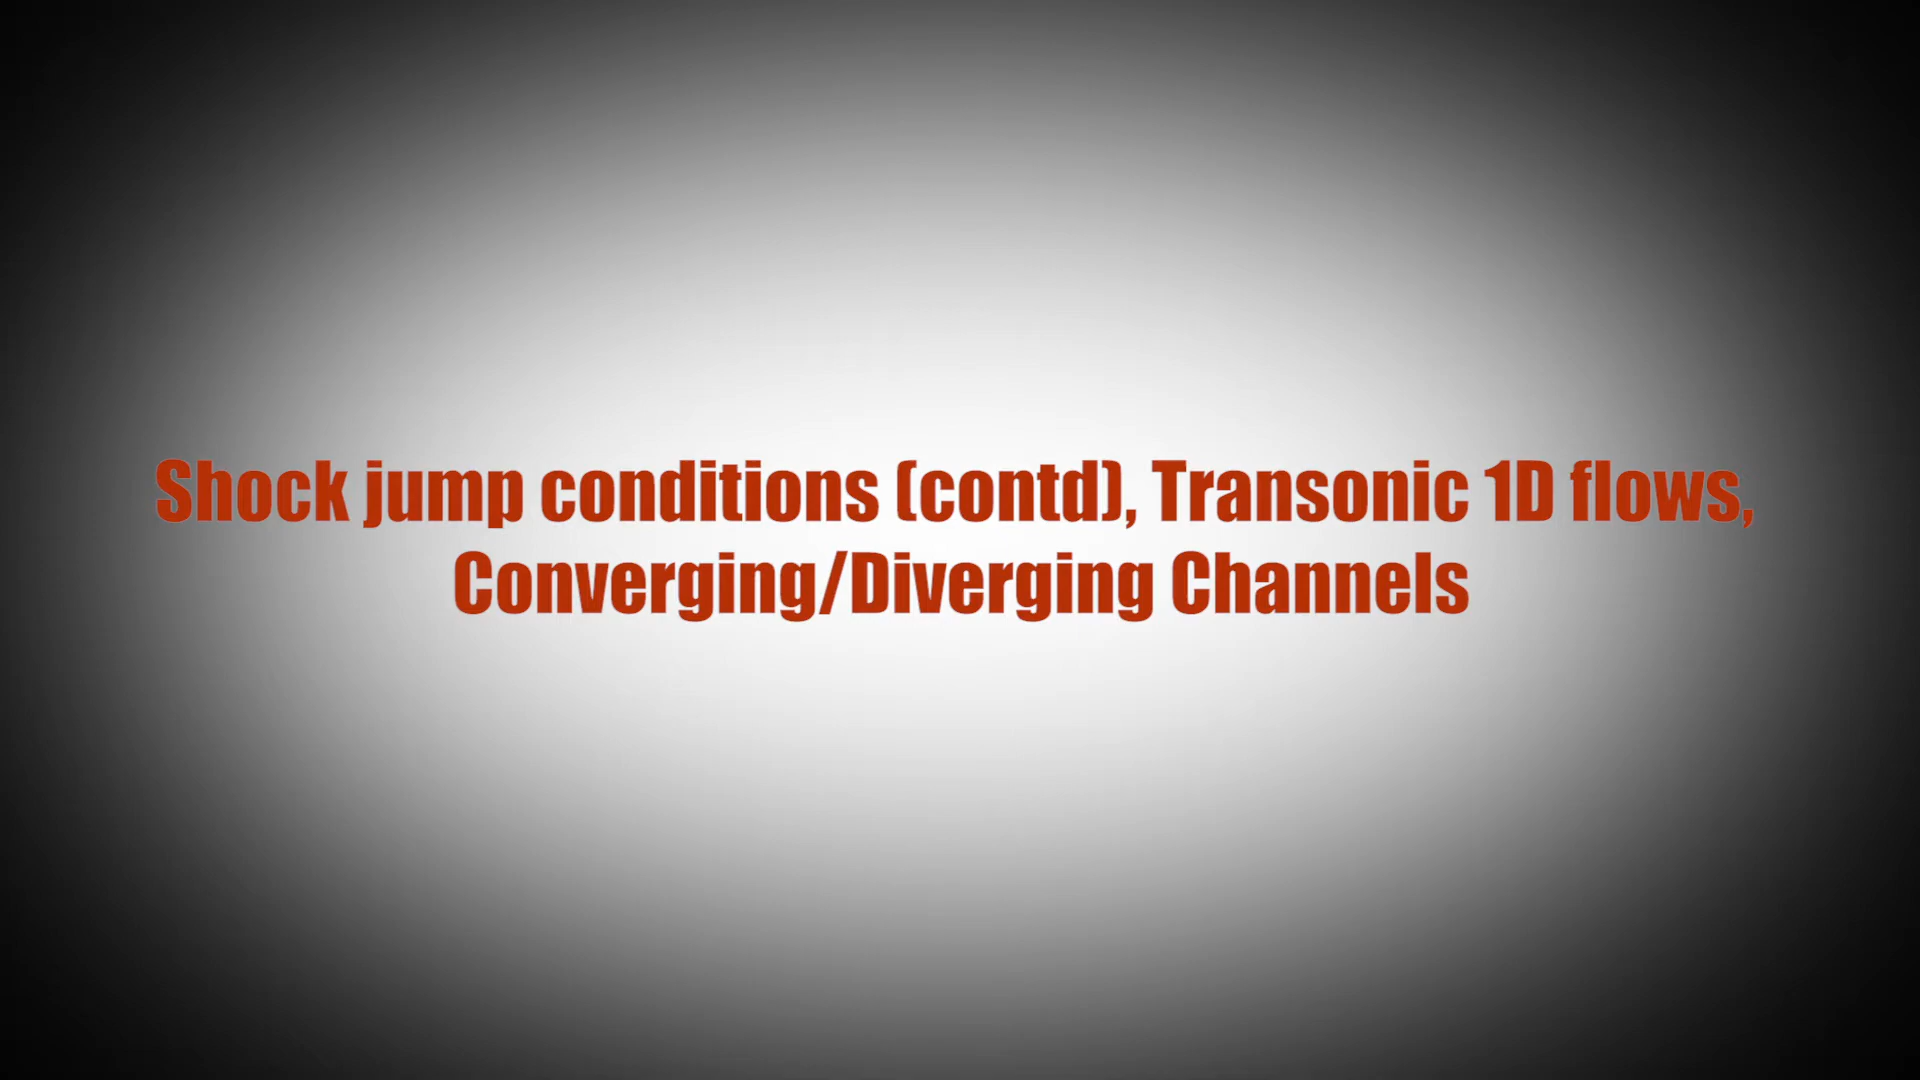 Shock jump conditions (contd), Transonic 1D flows,
Converging/Diverging Channels